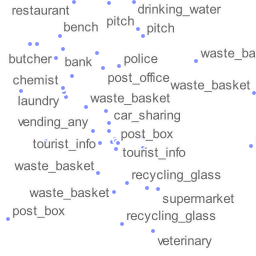 restaurant
drinking_water
pitch
bench
pitch
butcher
bank
police
waste_ba
chemist
post_office
waste_basket
laundry
waste_basket
vending_any
car_sharing
post_box
tourist_info
tourist_info
waste_basket
recycling_glass
waste_basket
supermarket
post_box
recycling_glass
veterinary